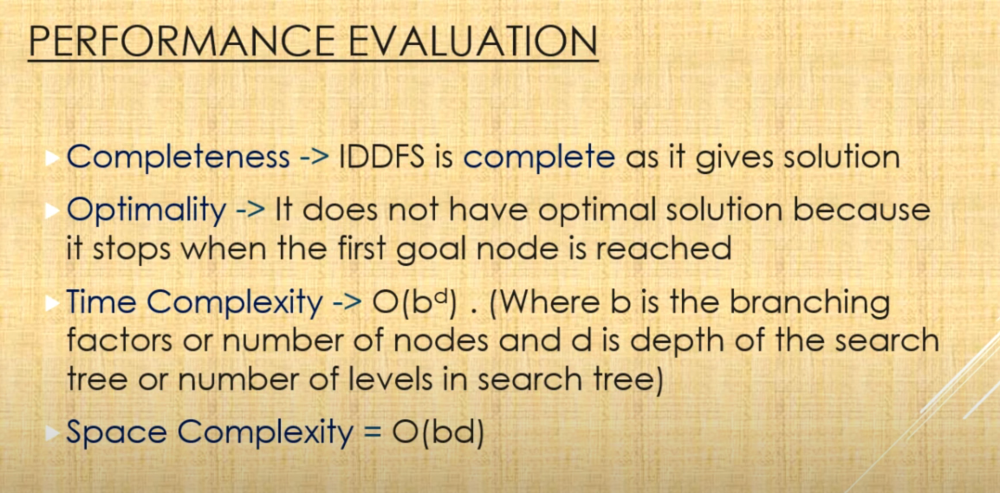 PERFORMANCE EVALUATION
Completeness -> IDDFS is complete as it gives solution
Optimality -> It does not have optimal solution because
it stops when the first goal node is reached
Time Complexity -> O(bᵈ) . (Where b is the branching
factors or number of nodes and d is depth of the search
tree or number of levels in search tree)
Space Complexity = O(bd)